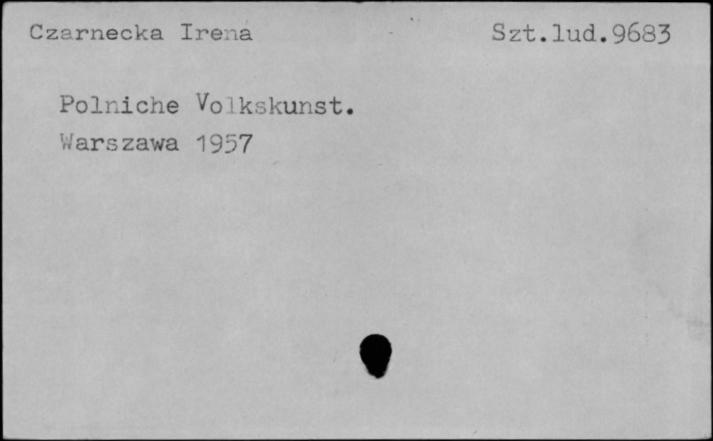 Czarnecka Irena Szt.lud.9683
Polniche Volkskunst.
Warszawa 1957